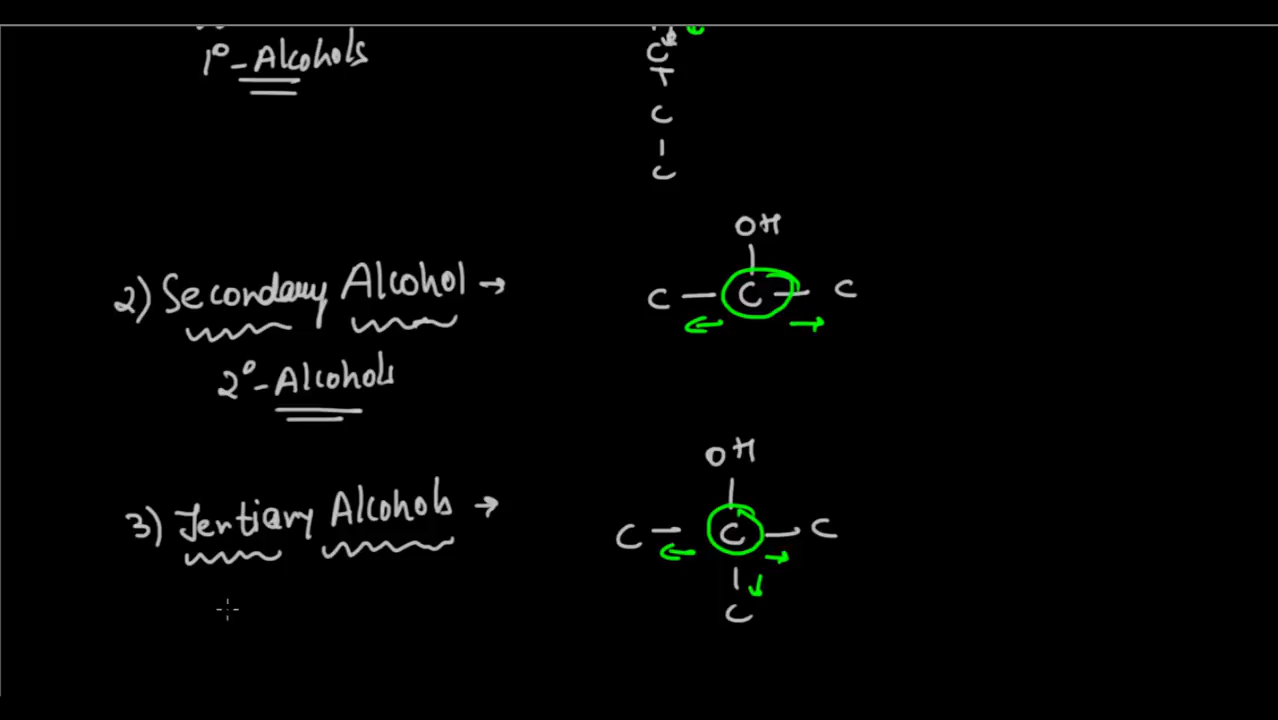 1° - Alcohols
C
C
C
OH
2) Secondary Alcohol →
C — C — C
2° - Alcohols
OH
3) Tertiary Alcohols →
C — C — C
C